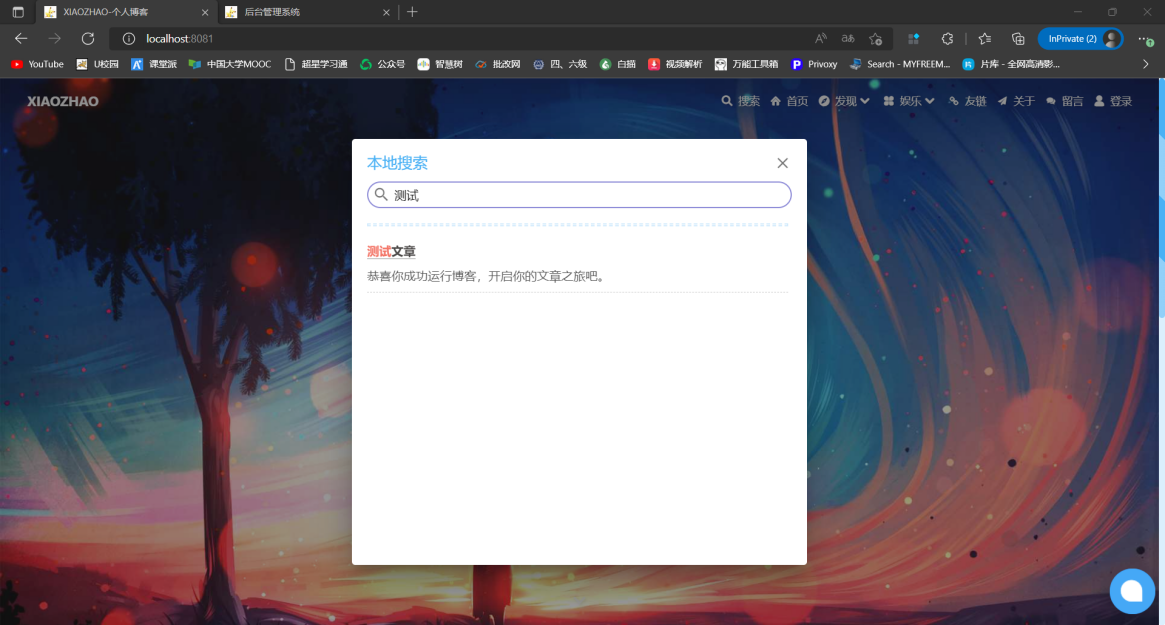 XIAOZHAO-个人博客
后台管理系统
localhost:8081
InPrivate (2)
YouTube U校园 课堂派 中国大学MOOC 超星学习通 公众号 智慧树 批改网 四、六级 白描 视频解析 万能工具箱 Privoxy Search - MYFREEM... 片库 - 全网高清影...
XIAOZHAO
搜索 首页 发现 娱乐 友链 关于 留言 登录
本地搜索
测试
测试文章
恭喜你成功运行博客，开启你的文章之旅吧。